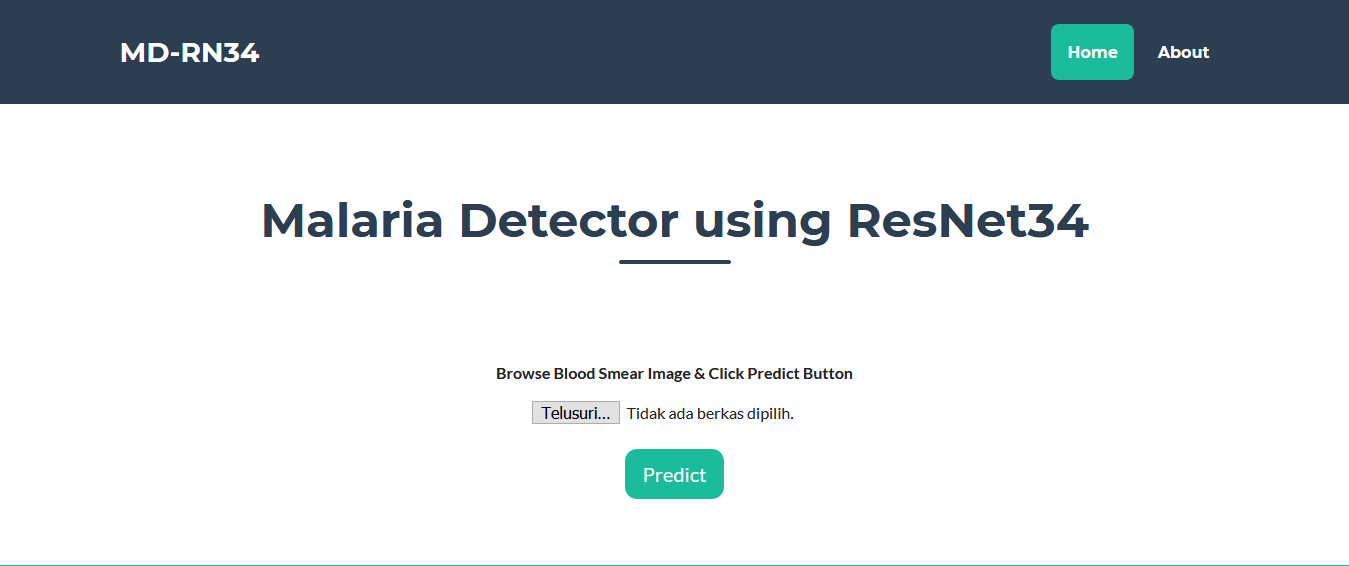 MD-RN34
Home
About
Malaria Detector using ResNet34
Browse Blood Smear Image & Click Predict Button
Telusuri... Tidak ada berkas dipilih.
Predict